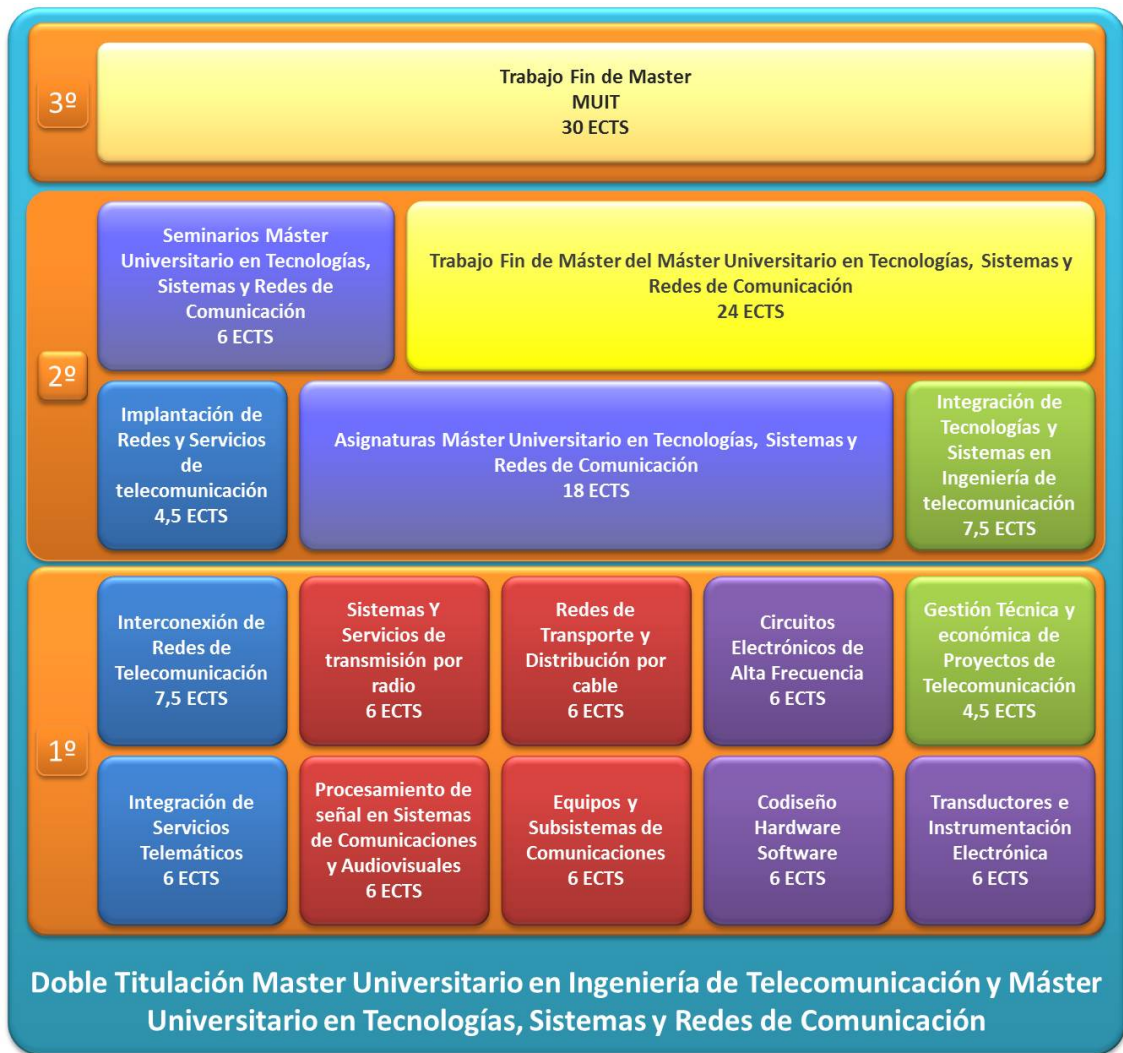 3º
Trabajo Fin de Master
MUIT
30 ECTS
2º
Seminarios Máster
Universitario en Tecnologías,
Sistemas y Redes de
Comunicación
6 ECTS
Trabajo Fin de Máster del Máster Universitario en Tecnologías, Sistemas y
Redes de Comunicación
24 ECTS
Implantación de
Redes y Servicios
de
telecomunicación
4,5 ECTS
Asignaturas Máster Universitario en Tecnologías, Sistemas y
Redes de Comunicación
18 ECTS
Integración de
Tecnologías y
Sistemas en
Ingeniería de
telecomunicación
7,5 ECTS
1º
Interconexión de
Redes de
Telecomunicación
7,5 ECTS
Sistemas Y
Servicios de
transmisión por
radio
6 ECTS
Redes de
Transporte y
Distribución por
cable
6 ECTS
Circuitos
Electrónicos de
Alta Frecuencia
6 ECTS
Gestión Técnica y
económica de
Proyectos de
Telecomunicación
4,5 ECTS
Integración de
Servicios
Telemáticos
6 ECTS
Procesamiento de
señal en Sistemas
de Comunicaciones
y Audiovisuales
6 ECTS
Equipos y
Subsistemas de
Comunicaciones
6 ECTS
Codiseño
Hardware
Software
6 ECTS
Transductores e
Instrumentación
Electrónica
6 ECTS
Doble Titulación Master Universitario en Ingeniería de Telecomunicación y Máster
Universitario en Tecnologías, Sistemas y Redes de Comunicación